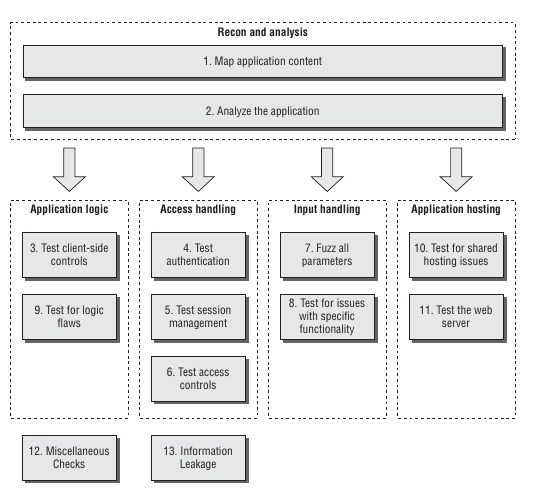 Recon and analysis
1. Map application content
2. Analyze the application
Application logic
3. Test client-side
controls
9. Test for logic
flaws
Access handling
4. Test
authentication
5. Test session
management
6. Test access
controls
Input handling
7. Fuzz all
parameters
8. Test for issues
with specific
functionality
Application hosting
10. Test for shared
hosting issues
11. Test the web
server
12. Miscellaneous
Checks
13. Information
Leakage